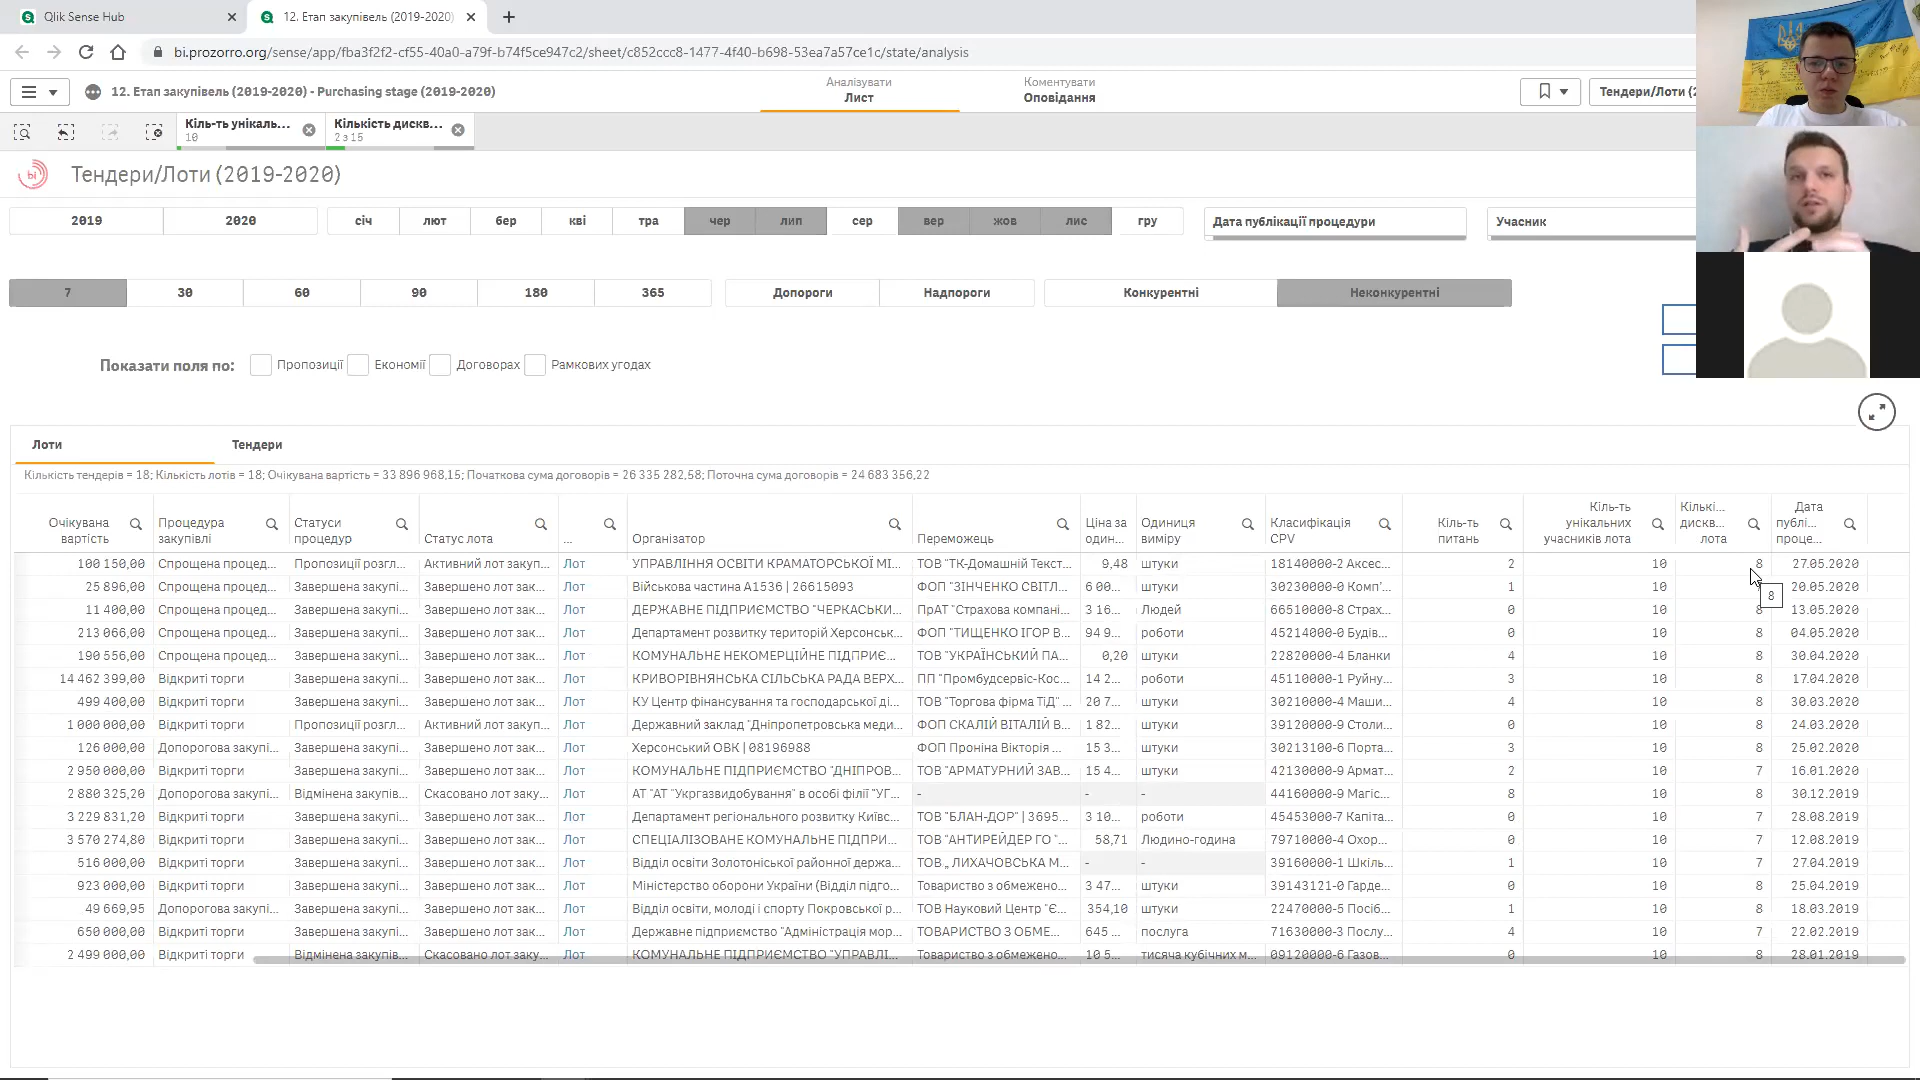 Qlik Sense Hub
12. Етап закупівель (2019-2020)
bi.prozorro.org/sense/app/fba3f2f2-cf55-40a0-a79f-b74f5ce947c2/sheet/c852ccc8-1477-4f40-b698-53ea7a57ce1c/state/analysis
12. Етап закупівель (2019-2020) - Purchasing stage (2019-2020)
Аналізувати
Лист
Коментувати
Оповідання
Тендери/Лоти (2
Кіль-ть унікаль...
10
Кількість дискв...
2 з 15
bi
Тендери/Лоти (2019-2020)
2019 2020 січ лют бер кві тра чер лип сер вер жов лис гру Дата публікації процедури Учасник
7 30 60 90 180 365 Допороги Надпороги Конкурентні Неконкурентні
Показати поля по: Пропозиції Економії Договорах Рамкових угодах
Лоти Тендери
Кількість тендерів = 18; Кількість лотів = 18; Очікувана вартість = 33 896 968,15; Початкова сума договорів = 26 335 282,58; Поточна сума договорів = 24 683 356,22
Очікувана вартість Процедура закупівлі Статуси процедур Статус лота ... Організатор Переможець Ціна за один... Одиниця виміру Класифікація CPV Кіль-ть питань Кіль-ть унікальних учасників лота Кількі... дискв... лота Дата публі... проце...
100 150,00 Спрощена процед... Пропозиції розгл... Активний лот закуп... Лот УПРАВЛІННЯ ОСВІТИ КРАМАТОРСЬКОЇ МІ... ТОВ "ТК-Домашній Текст... 9,48 штуки 18140000-2 Аксес... 2 10 8 27.05.2020
25 896,00 Спрощена процед... Завершена закупі... Завершено лот зак... Лот Військова частина А1536 | 26615093 ФОП "ЗІНЧЕНКО СВІТЛ... 6 00... штуки 30230000-0 Комп'... 1 10 20.05.2020
8
11 400,00 Спрощена процед... Завершена закупі... Завершено лот зак... Лот ДЕРЖАВНЕ ПІДПРИЄМСТВО "ЧЕРКАСЬКИ... ПрАТ "Страхова компані... 3 16... Людей 66510000-8 Страх... 0 10 8 13.05.2020
213 066,00 Спрощена процед... Завершена закупі... Завершено лот зак... Лот Департамент розвитку територій Херсонськ... ФОП "ТИЩЕНКО ІГОР В... 94 9... роботи 45214000-0 Будів... 0 10 8 04.05.2020
190 556,00 Спрощена процед... Завершена закупі... Завершено лот зак... Лот КОМУНАЛЬНЕ НЕКОМЕРЦІЙНЕ ПІДПРИЄ... ТОВ "УКРАЇНСЬКИЙ ПА... 0,20 штуки 22820000-4 Бланки 4 10 8 30.04.2020
14 462 399,00 Відкриті торги Завершена закупі... Завершено лот зак... Лот КРИВОРІВНЯНСЬКА СІЛЬСЬКА РАДА ВЕРХ... ПП "Промбудсервіс-Кос... 14 2... роботи 45110000-1 Руйну... 3 10 8 17.04.2020
499 400,00 Відкриті торги Завершена закупі... Завершено лот зак... Лот КУ Центр фінансування та господарської ді... ТОВ "Торгова фірма ТіД" ... 20 7... штуки 30210000-4 Маши... 4 10 8 30.03.2020
1 000 000,00 Відкриті торги Пропозиції розгл... Активний лот закуп... Лот Державний заклад "Дніпропетровська меди... ФОП СКАЛІЙ ВІТАЛІЙ В... 1 82... штуки 39120000-9 Столи... 0 10 8 24.03.2020
126 000,00 Допорогова закупі... Завершена закупі... Завершено лот зак... Лот Херсонський ОВК | 08196988 ФОП Проніна Вікторія ... 15 3... штуки 30213100-6 Порта... 3 10 8 25.02.2020
2 950 000,00 Відкриті торги Завершена закупі... Завершено лот зак... Лот КОМУНАЛЬНЕ ПІДПРИЄМСТВО "ДНІПРОВ... ТОВ "АРМАТУРНИЙ ЗАВ... 15 4... штуки 42130000-9 Армат... 2 10 7 16.01.2020
2 880 325,20 Допорогова закупі... Відмінена закупів... Скасовано лот заку... Лот АТ "АТ "Укргазвидобування" в особі філії "УГ... - - - 44160000-9 Магіс... 8 10 8 30.12.2019
3 229 831,20 Відкриті торги Завершена закупі... Завершено лот зак... Лот Департамент регіонального розвитку Київс... ТОВ "БЛАН-ДОР" | 3695... 3 10... роботи 45453000-7 Капіта... 0 10 7 28.08.2019
3 570 274,80 Відкриті торги Завершена закупі... Завершено лот зак... Лот СПЕЦІАЛІЗОВАНЕ КОМУНАЛЬНЕ ПІДПРИ... ТОВ "АНТИРЕЙДЕР ГО "... 58,71 Людино-година 79710000-4 Охор... 0 10 7 12.08.2019
516 000,00 Відкриті торги Завершена закупі... Завершено лот зак... Лот Відділ освіти Золотоніської районної держа... ТОВ „ ЛИХАЧОВСЬКА М... - - 39160000-1 Шкіль... 1 10 7 27.04.2019
923 000,00 Відкриті торги Завершена закупі... Завершено лот зак... Лот Міністерство оборони України (Відділ підго... Товариство з обмежено... 3 47... штуки 39143121-0 Гарде... 0 10 8 25.04.2019
49 669,95 Допорогова закупі... Завершена закупі... Завершено лот зак... Лот Відділ освіти, молоді і спорту Покровської р... ТОВ Науковий Центр "Є... 354,10 штуки 22470000-5 Посіб... 1 10 8 18.03.2019
650 000,00 Відкриті торги Завершена закупі... Завершено лот зак... Лот Державне підприємство "Адміністрація мор... ТОВАРИСТВО З ОБМЕ... 645 ... послуга 71630000-3 Послу... 4 10 7 22.02.2019
2 499 000,00 Відкриті торги Відмінена закупів... Скасовано лот заку... Лот КОМУНАЛЬНЕ ПІДПРИЄМСТВО "УПРАВЛІ... Товариство з обмежено... 10 5... тисяча кубічних м... 09120000-6 Газов... 0 10 8 28.01.2019